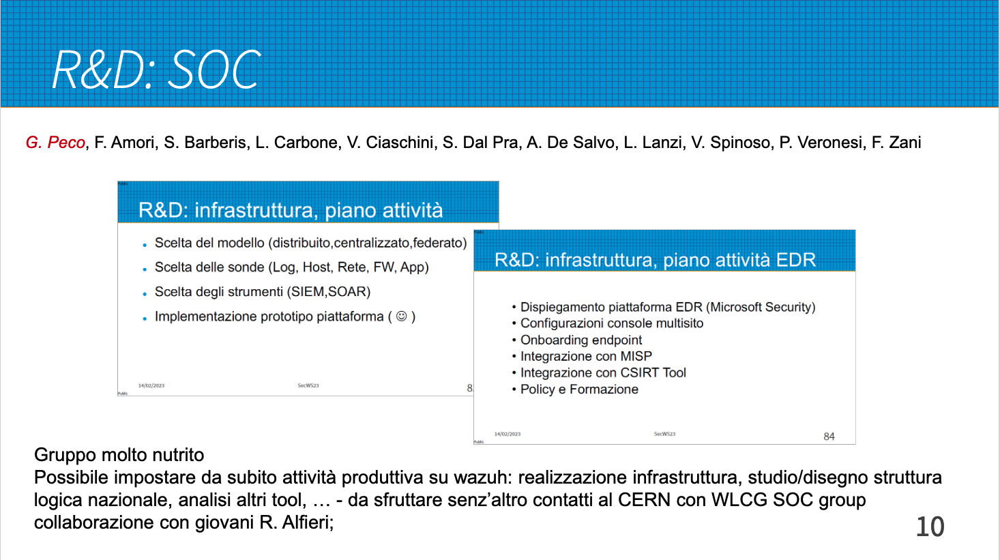 R&D: SOC
G. Peco, F. Amori, S. Barberis, L. Carbone, V. Ciaschini, S. Dal Pra, A. De Salvo, L. Lanzi, V. Spinoso, P. Veronesi, F. Zani
Public
R&D: infrastruttura, piano attività
• Scelta del modello (distribuito,centralizzato,federato)
• Scelta delle sonde (Log, Host, Rete, FW, App)
• Scelta degli strumenti (SIEM,SOAR)
• Implementazione prototipo piattaforma ( ☺ )
14/02/2023 SecWS23 8
Public
Public
R&D: infrastruttura, piano attività EDR
• Dispiegamento piattaforma EDR (Microsoft Security)
• Configurazioni console multisito
• Onboarding endpoint
• Integrazione con MISP
• Integrazione con CSIRT Tool
• Policy e Formazione
14/02/2023 SecWS23 84
Public
Gruppo molto nutrito
Possibile impostare da subito attività produttiva su wazuh: realizzazione infrastruttura, studio/disegno struttura
logica nazionale, analisi altri tool, … - da sfruttare senz’altro contatti al CERN con WLCG SOC group
collaborazione con giovani R. Alfieri;
10